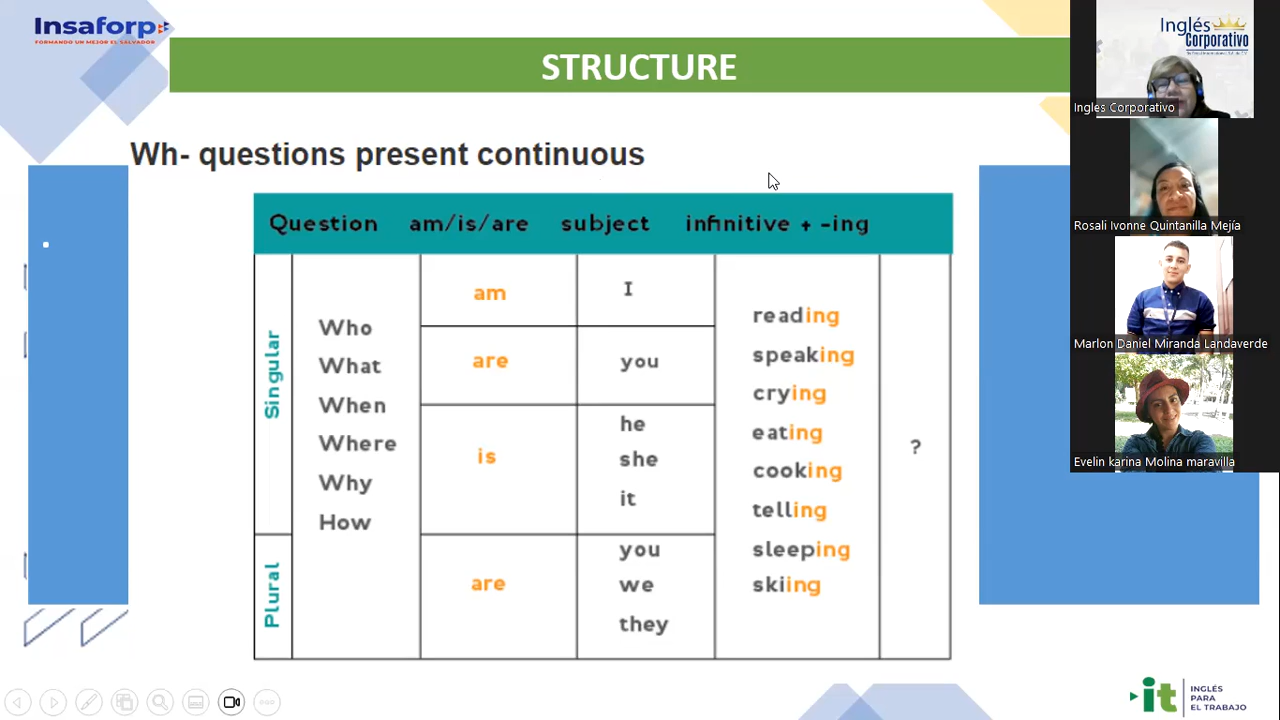 Insaforp
FORMANDO UN MEJOR EL SALVADOR
STRUCTURE
Wh- questions present continuous
Question am/is/are subject infinitive + -ing
Singular
Who
What
When
Where
Why
How
am
are
is
I
you
he
she
it
reading
speaking
crying
eating
cooking
telling
sleeping
skiing
?
Plural
are
you
we
they
Inglés
Corporativo
Ingles Corporativo
Rosali Ivonne Quintanilla Mejía
Marlon Daniel Miranda Landaverde
Evelin karina Molina maravilla
it
INGLÉS
PARA
EL TRABAJO